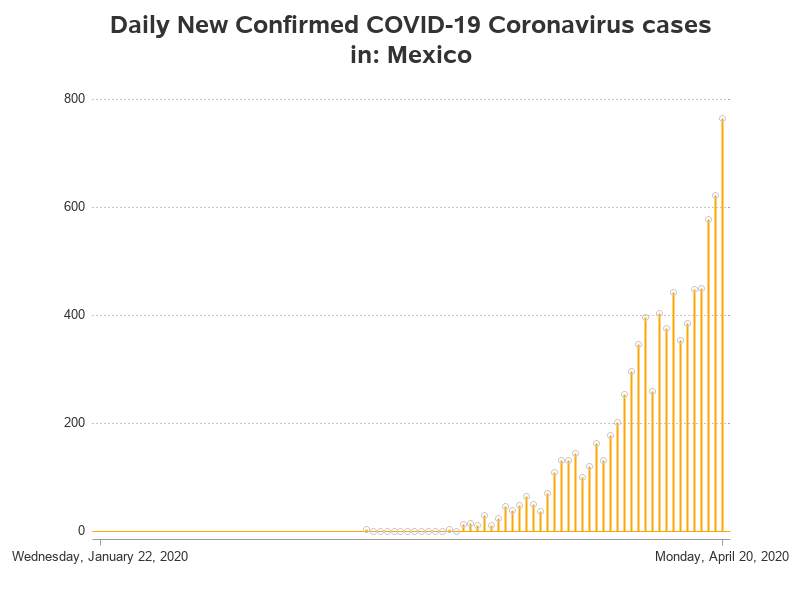 Daily New Confirmed COVID-19 Coronavirus cases
in: Mexico
800
600
400
200
0
Wednesday, January 22, 2020
Monday, April 20, 2020